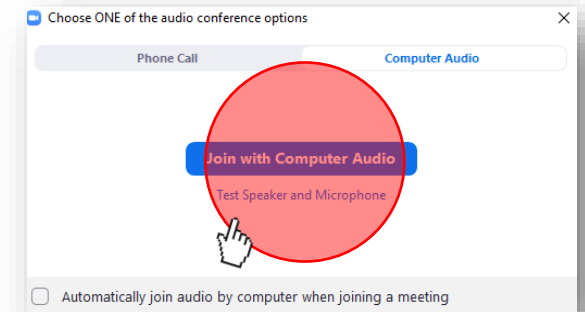 Choose ONE of the audio conference options
Phone Call
Computer Audio
Join with Computer Audio
Test Speaker and Microphone
Automatically join audio by computer when joining a meeting